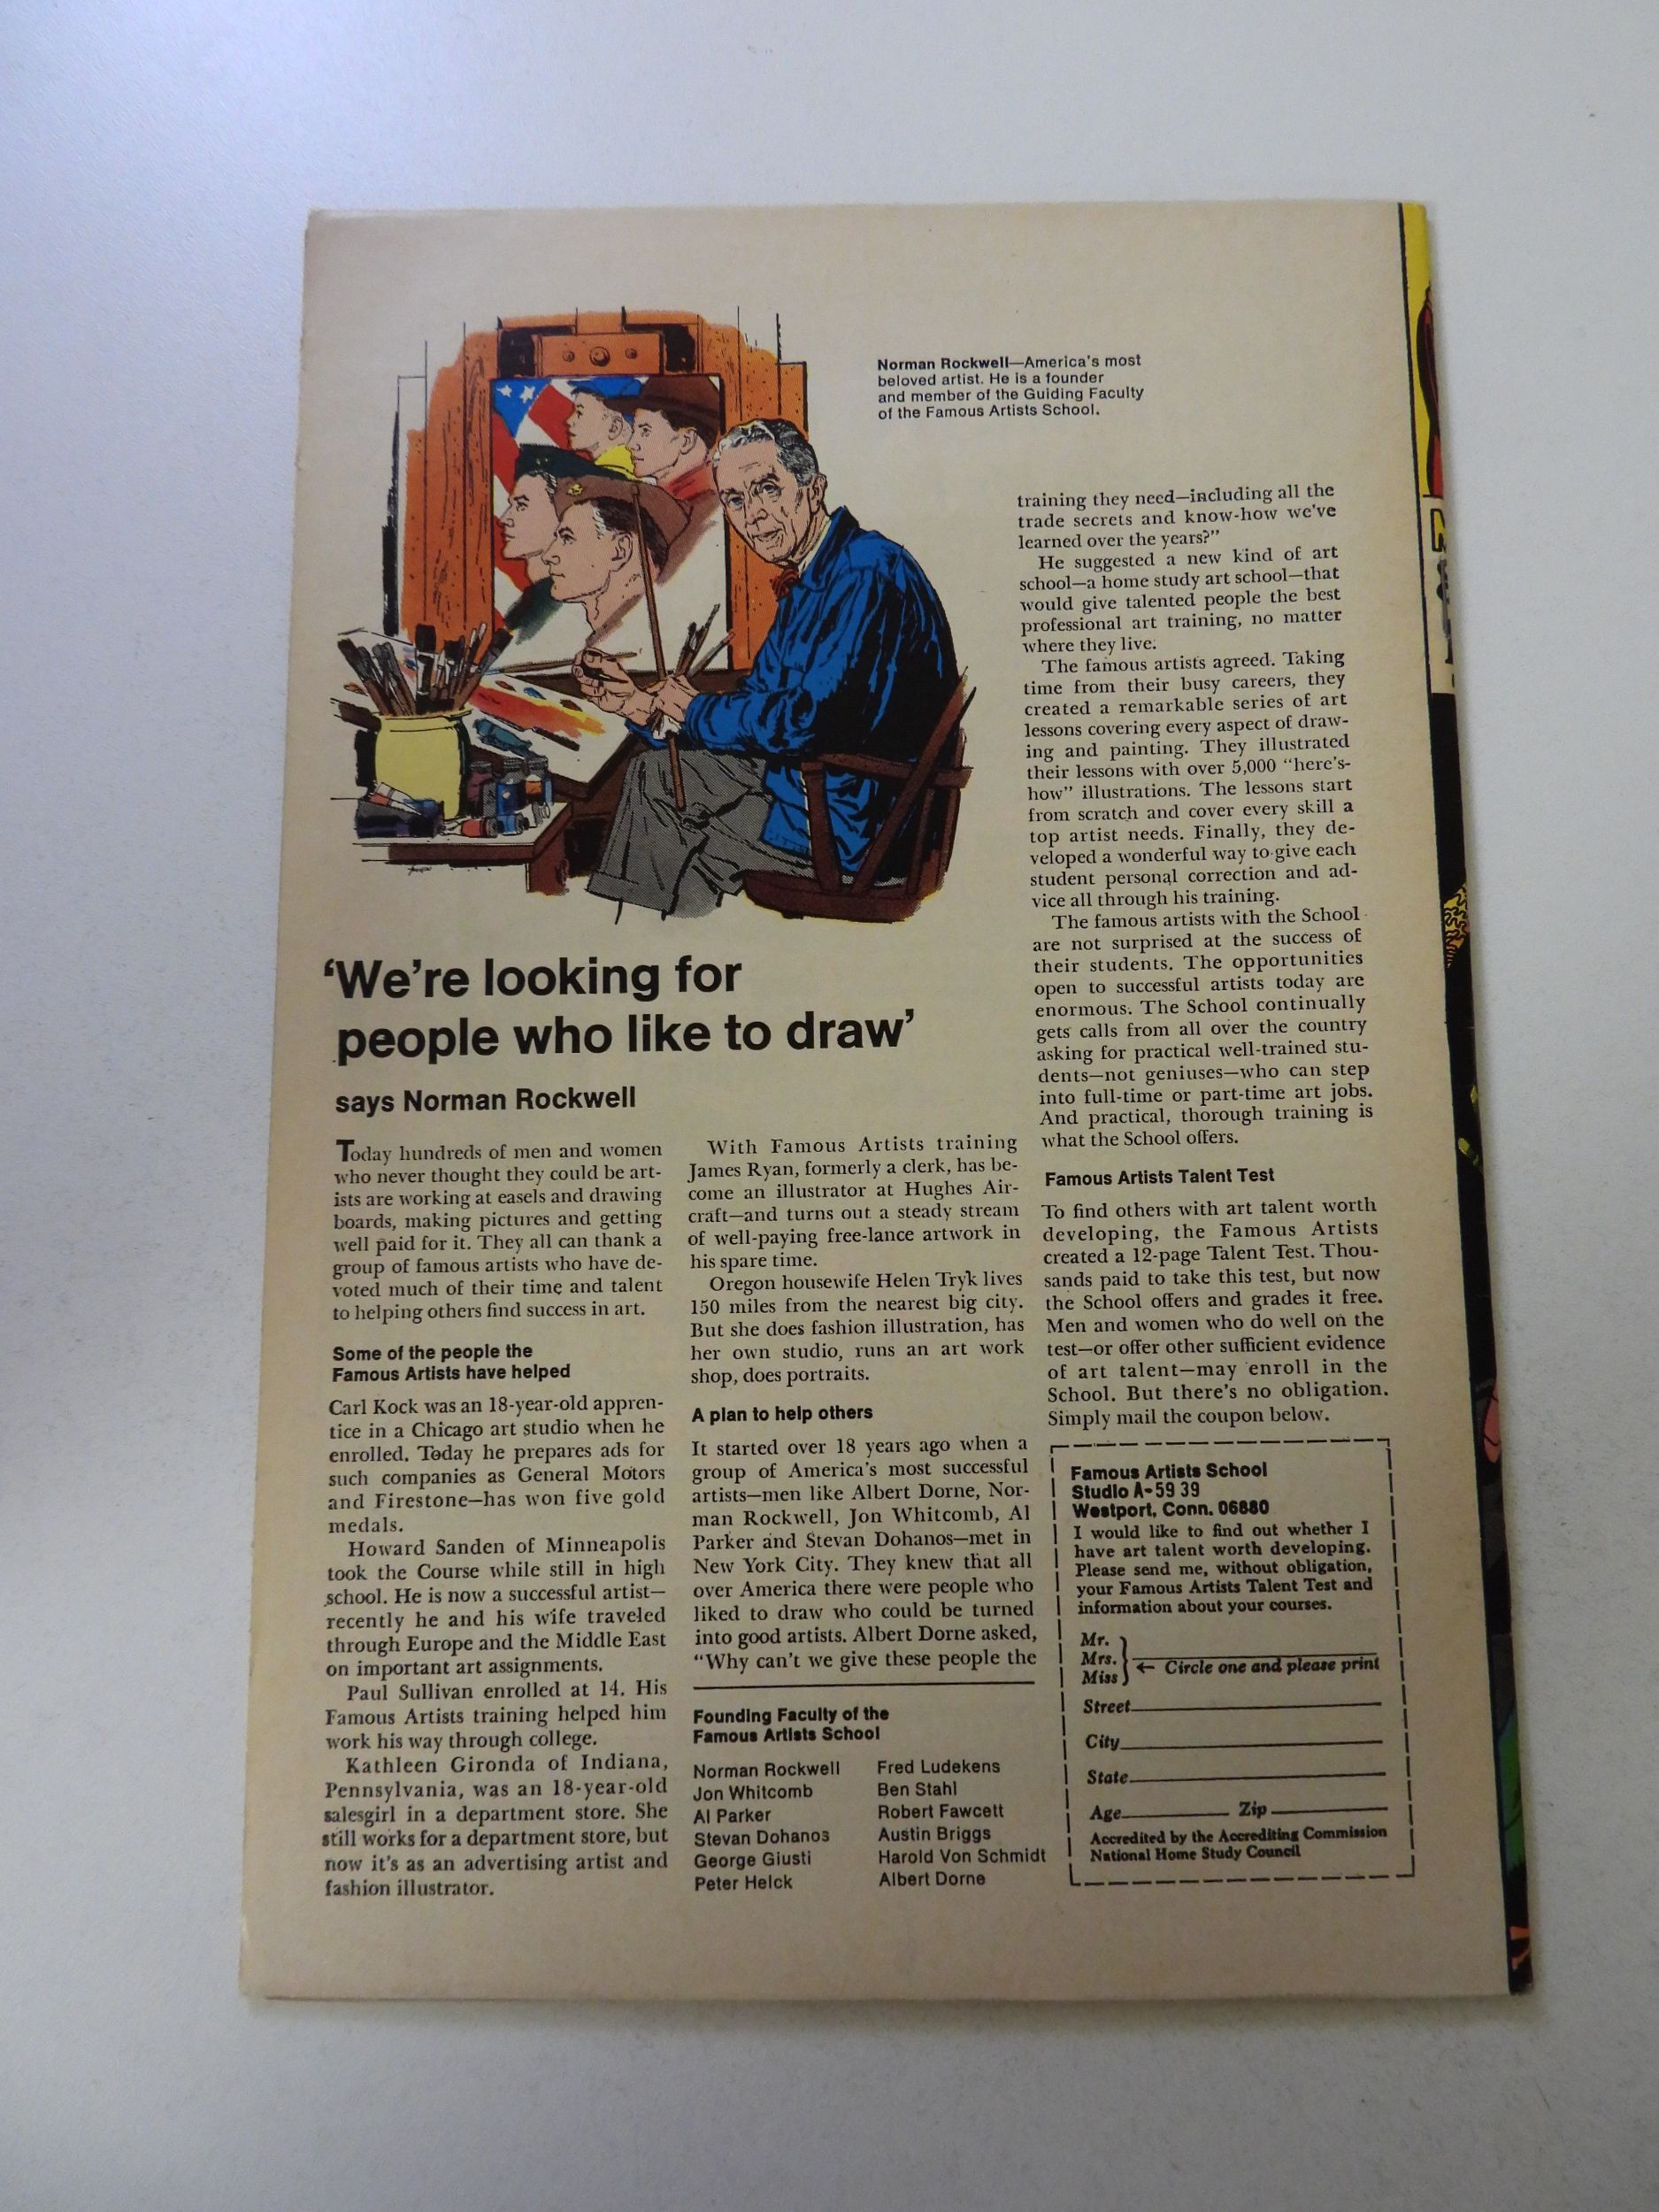 Norman Rockwell—America's most
beloved artist. He is a founder
and member of the Guiding Faculty
of the Famous Artists School.
'We're looking for
people who like to draw'
says Norman Rockwell
Today hundreds of men and women
who never thought they could be art-
ists are working at easels and drawing
boards, making pictures and getting
well paid for it. They all can thank a
group of famous artists who have de-
voted much of their time and talent
to helping others find success in art.
Some of the people the
Famous Artists have helped
Carl Kock was an 18-year-old appren-
tice in a Chicago art studio when he
enrolled. Today he prepares ads for
such companies as General Motors
and Firestone—has won five gold
medals.
Howard Sanden of Minneapolis
took the Course while still in high
school. He is now a successful artist—
recently he and his wife traveled
through Europe and the Middle East
on important art assignments.
Paul Sullivan enrolled at 14. His
Famous Artists training helped him
work his way through college.
Kathleen Gironda of Indiana,
Pennsylvania, was an 18-year-old
salesgirl in a department store. She
still works for a department store, but
now it's as an advertising artist and
fashion illustrator.
With Famous Artists training
James Ryan, formerly a clerk, has be-
come an illustrator at Hughes Air-
craft—and turns out a steady stream
of well-paying free-lance artwork in
his spare time.
Oregon housewife Helen Tryk lives
150 miles from the nearest big city.
But she does fashion illustration, has
her own studio, runs an art work
shop, does portraits.
A plan to help others
It started over 18 years ago when a
group of America's most successful
artists—men like Albert Dorne, Nor-
man Rockwell, Jon Whitcomb, Al
Parker and Stevan Dohanos—met in
New York City. They knew that all
over America there were people who
liked to draw who could be turned
into good artists. Albert Dorne asked,
"Why can't we give these people the
Founding Faculty of the
Famous Artists School
Norman Rockwell
Jon Whitcomb
Al Parker
Stevan Dohanos
George Giusti
Peter Helck
Fred Ludekens
Ben Stahl
Robert Fawcett
Austin Briggs
Harold Von Schmidt
Albert Dorne
training they need—including all the
trade secrets and know-how we've
learned over the years?"
He suggested a new kind of art
school—a home study art school—that
would give talented people the best
professional art training, no matter
where they live.
The famous artists agreed. Taking
time from their busy careers, they
created a remarkable series of art
lessons covering every aspect of draw-
ing and painting. They illustrated
their lessons with over 5,000 "here's-
how" illustrations. The lessons start
from scratch and cover every skill a
top artist needs. Finally, they de-
veloped a wonderful way to give each
student personal correction and ad-
vice all through his training.
The famous artists with the School
are not surprised at the success of
their students. The opportunities
open to successful artists today are
enormous. The School continually
gets calls from all over the country
asking for practical well-trained stu-
dents—not geniuses—who can step
into full-time or part-time art jobs.
And practical, thorough training is
what the School offers.
Famous Artists Talent Test
To find others with art talent worth
developing, the Famous Artists
created a 12-page Talent Test. Thou-
sands paid to take this test, but now
the School offers and grades it free.
Men and women who do well on the
test—or offer other sufficient evidence
of art talent—may enroll in the
School. But there's no obligation.
Simply mail the coupon below.
Famous Artists School
Studio A-59 39
Westport, Conn. 06880
I would like to find out whether I
have art talent worth developing.
Please send me, without obligation,
your Famous Artists Talent Test and
information about your courses.
Mr.
Mrs.
Miss
← Circle one and please print
Street
City
State
Age Zip
Accredited by the Accrediting Commission
National Home Study Council